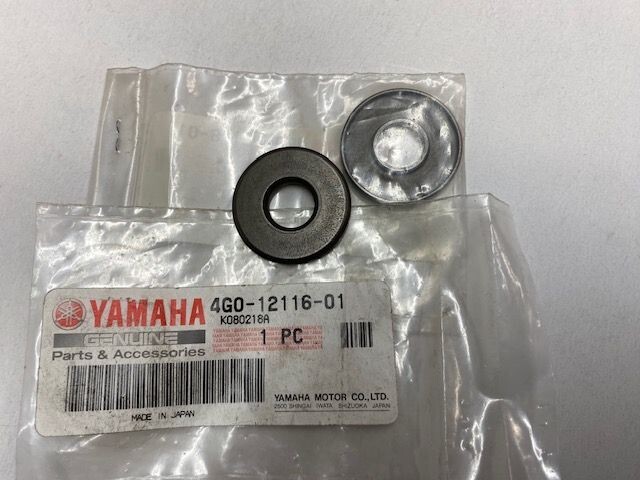 YAMAHA 4G0-12116-01
K080218A
GENUINE 1 PC
Parts & Accessories
YAMAHA MOTOR CO.,LTD.
2500 SHINGAI IWATA SHIZUOKA JAPAN
MADE IN JAPAN